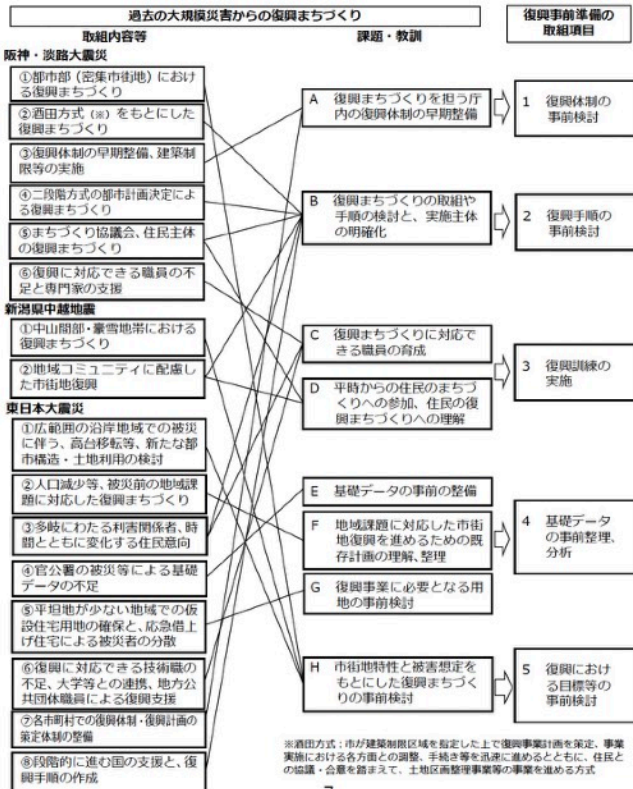 過去の大規模災害からの復興まちづくり
復興事前準備の
取組項目
取組内容等
課題・教訓
阪神・淡路大震災
①都市部（密集市街地）におけ
る復興まちづくり
②酒田方式（※）をもとにした
復興まちづくり
③復興体制の早期整備、建築制
限等の実施
④二段階方式の都市計画決定によ
る復興まちづくり
⑤まちづくり協議会、住民主体
の復興まちづくり
⑥復興に対応できる職員の不
足と専門家の支援
新潟県中越地震
①中山間部・豪雪地帯における
復興まちづくり
②地域コミュニティに配慮し
た市街地復興
東日本大震災
①広範囲の沿岸地域での被災
に伴う、高台移転等、新たな都
市構造・土地利用の検討
②人口減少等、被災前の地域課
題に対応した復興まちづくり
③多岐にわたる利害関係者、時
間とともに変化する住民意向
④官公署の被災等による基礎
データの不足
⑤平坦地が少ない地域での仮
設住宅用地の確保と、応急借上
げ住宅による被災者の分散
⑥復興に対応できる技術職の
不足、大学等との連携、地方公
共団体職員による復興支援
⑦各市町村での復興体制・復興計画の
策定体制の整備
⑧段階的に進む国の支援と、復
興手順の作成
A 復興まちづくりを担う庁
内の復興体制の早期整備
B 復興まちづくりの取組や
手順の検討と、実施主体
の明確化
C 復興まちづくりに対応で
きる職員の育成
D 平時からの住民のまちづ
くりへの参加、住民の復
興まちづくりへの理解
E 基礎データの事前の整備
F 地域課題に対応した市街
地復興を進めるための既
存計画の理解、整理
G 復興事業に必要となる用
地の事前検討
H 市街地特性と被害想定を
もとにした復興まちづく
りの事前検討
1 復興体制の
事前検討
2 復興手順の
事前検討
3 復興訓練の
実施
4 基礎データ
の事前整理、
分析
5 復興におけ
る目標等の
事前検討
※酒田方式：市が建築制限区域を指定した上で復興事業計画を策定、事業
実施における各方面との調整、手続き等を迅速に進めるとともに、住民と
の協議・合意を踏まえて、土地区画整理事業等の事業を進める方式